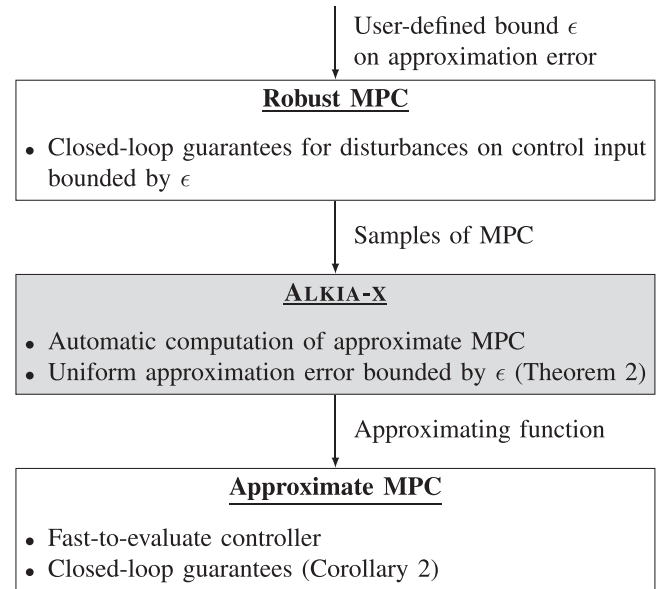 User-defined bound ϵ
on approximation error
Robust MPC
• Closed-loop guarantees for disturbances on control input
bounded by ϵ
Samples of MPC
ALKIA-X
• Automatic computation of approximate MPC
• Uniform approximation error bounded by ϵ (Theorem 2)
Approximating function
Approximate MPC
• Fast-to-evaluate controller
• Closed-loop guarantees (Corollary 2)